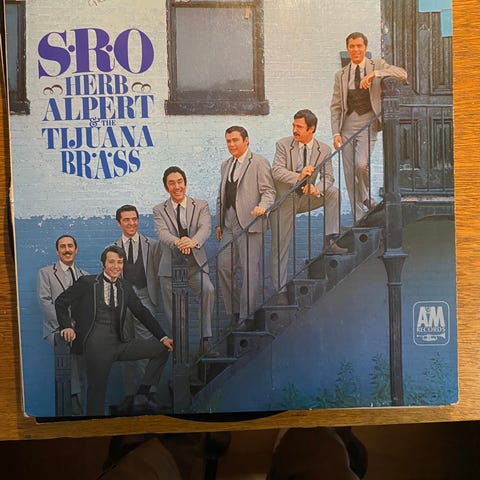 S·R·O
HERB
ALPERT
& THE
TIJUANA
BRASS
A&M
RECORDS